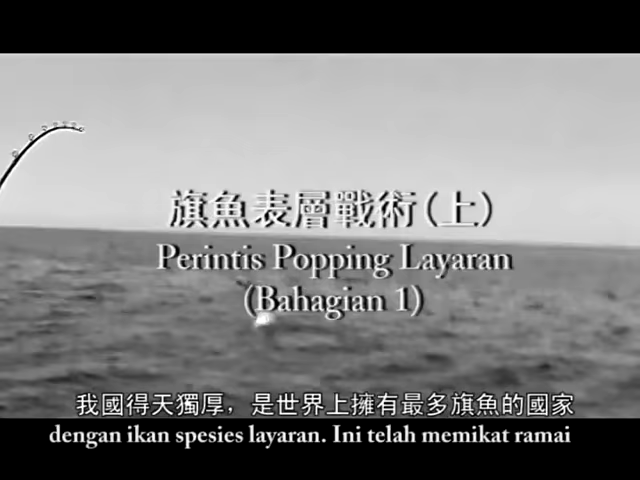 旗魚表層戰術(上)
Perintis Popping Layaran
(Bahagian 1)
我國得天獨厚，是世界上擁有最多旗魚的國家
dengan ikan spesies layaran. Ini telah memikat ramai